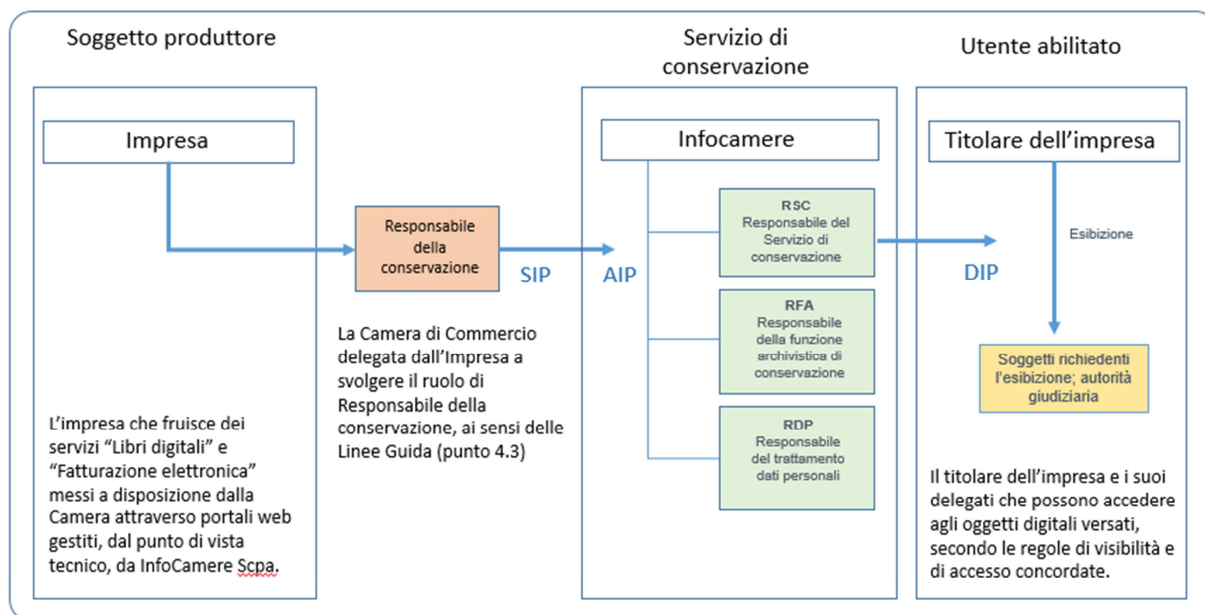 Soggetto produttore
Impresa
L’impresa che fruisce dei
servizi “Libri digitali” e
“Fatturazione elettronica”
messi a disposizione dalla
Camera attraverso portali web
gestiti, dal punto di vista
tecnico, da InfoCamere Scpa.
Responsabile
della
conservazione
SIP
La Camera di Commercio
delegata dall’Impresa a
svolgere il ruolo di
Responsabile della
conservazione, ai sensi delle
Linee Guida (punto 4.3)
Servizio di
conservazione
Infocamere
AIP
RSC
Responsabile del
Servizio di
conservazione
RFA
Responsabile
della funzione
archivistica di
conservazione
RDP
Responsabile
del trattamento
dati personali
Utente abilitato
Titolare dell’impresa
DIP
Esibizione
Soggetti richiedenti
l’esibizione; autorità
giudiziaria
Il titolare dell’impresa e i suoi
delegati che possono accedere
agli oggetti digitali versati,
secondo le regole di visibilità e
di accesso concordate.